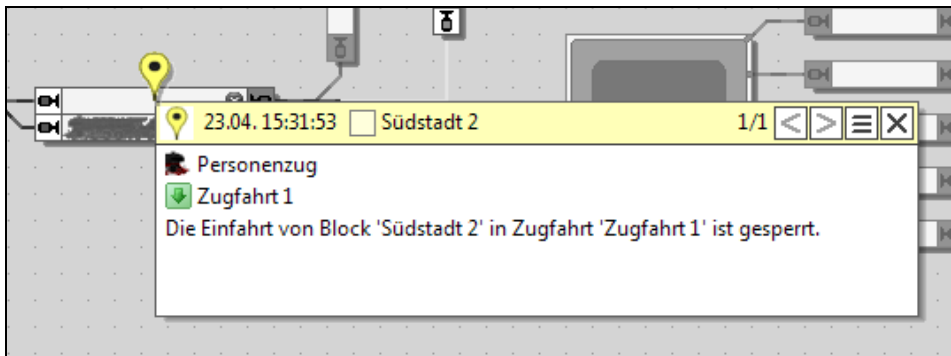 23.04. 15:31:53 Südstadt 2 1/1
Personenzug
Zugfahrt 1
Die Einfahrt von Block 'Südstadt 2' in Zugfahrt 'Zugfahrt 1' ist gesperrt.